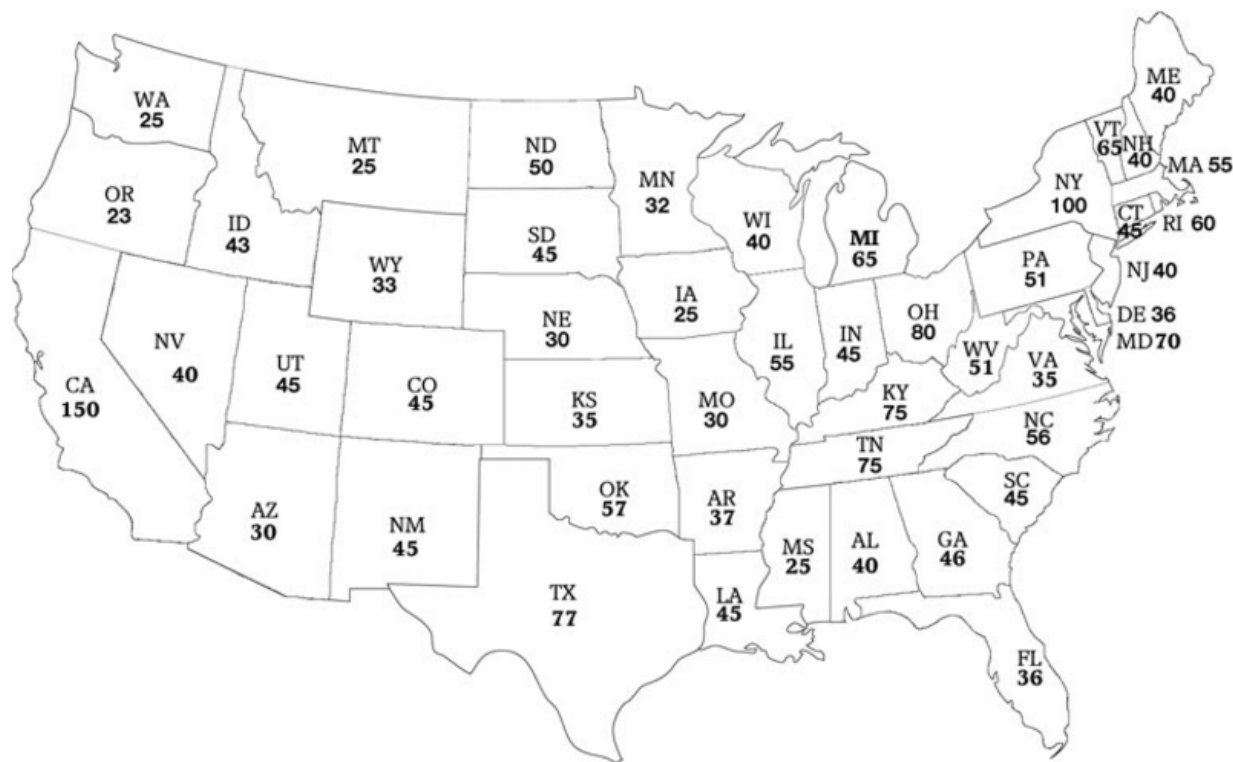 WA
25
OR
23
CA
150
ID
43
NV
40
MT
25
WY
33
UT
45
AZ
30
CO
45
NM
45
ND
50
SD
45
NE
30
KS
35
OK
57
TX
77
MN
32
IA
25
MO
30
AR
37
LA
45
WI
40
IL
55
MI
65
IN
45
OH
80
KY
75
TN
75
MS
25
AL
40
GA
46
FL
36
SC
45
NC
56
VA
35
WV
51
PA
51
NY
100
VT
65
NH
40
ME
40
MA 55
CT
45
RI 60
NJ 40
DE 36
MD 70